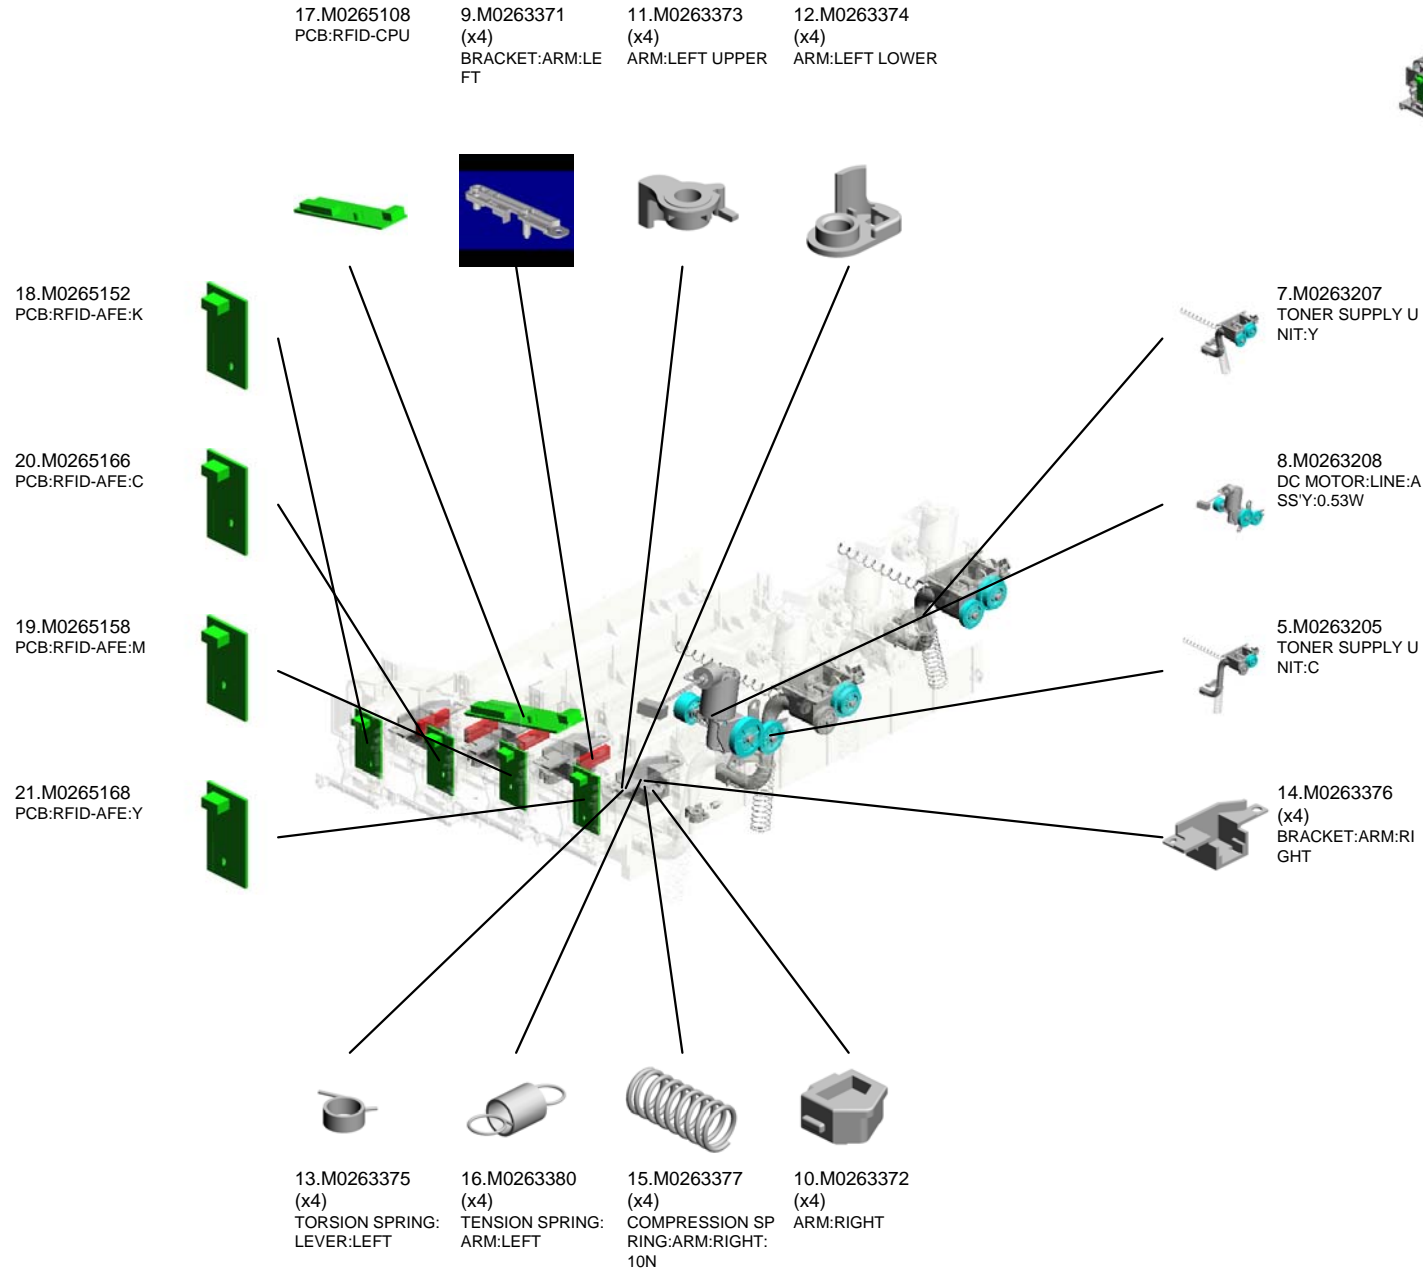 17.M0265108
PCB:RFID-CPU
9.M0263371
(x4)
BRACKET:ARM:LE
FT
11.M0263373
(x4)
ARM:LEFT UPPER
12.M0263374
(x4)
ARM:LEFT LOWER
18.M0265152
PCB:RFID-AFE:K
20.M0265166
PCB:RFID-AFE:C
19.M0265158
PCB:RFID-AFE:M
21.M0265168
PCB:RFID-AFE:Y
7.M0263207
TONER SUPPLY U
NIT:Y
8.M0263208
DC MOTOR:LINE:A
SS'Y:0.53W
5.M0263205
TONER SUPPLY U
NIT:C
14.M0263376
(x4)
BRACKET:ARM:RI
GHT
13.M0263375
(x4)
TORSION SPRING:
LEVER:LEFT
16.M0263380
(x4)
TENSION SPRING:
ARM:LEFT
15.M0263377
(x4)
COMPRESSION SP
RING:ARM:RIGHT:
10N
10.M0263372
(x4)
ARM:RIGHT